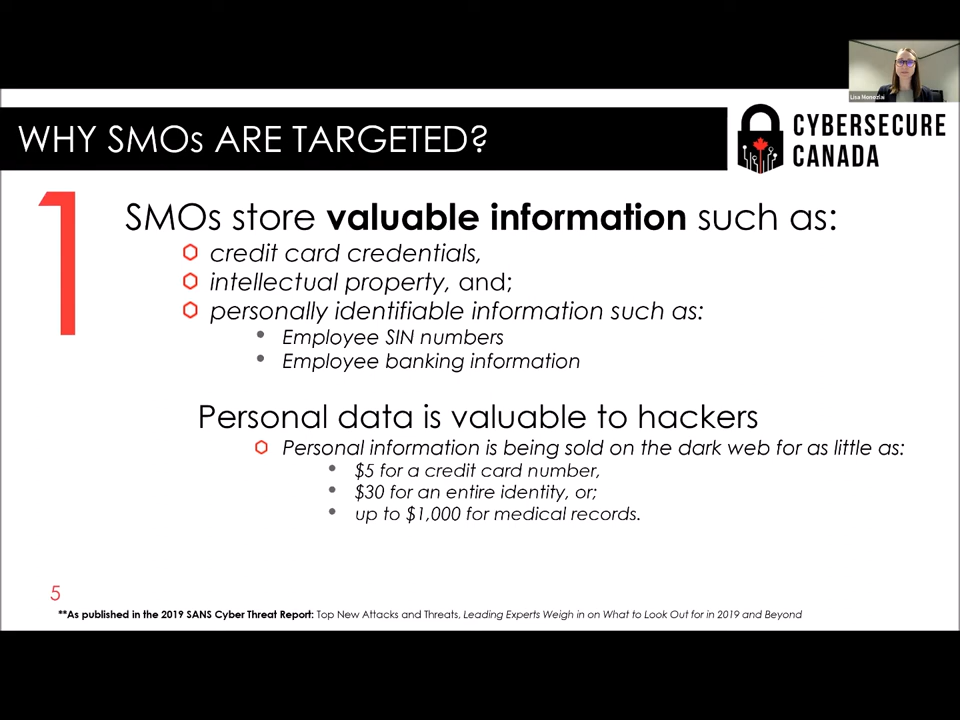 Lisa
WHY SMOs ARE TARGETED?
CYBERSECURE
CANADA
1
SMOs store valuable information such as:
credit card credentials,
intellectual property, and;
personally identifiable information such as:
• Employee SIN numbers
• Employee banking information
Personal data is valuable to hackers
Personal information is being sold on the dark web for as little as:
• $5 for a credit card number,
• $30 for an entire identity, or;
• up to $1,000 for medical records.
5
**As published in the 2019 SANS Cyber Threat Report: Top New Attacks and Threats, Leading Experts Weigh in on What to Look Out for in 2019 and Beyond